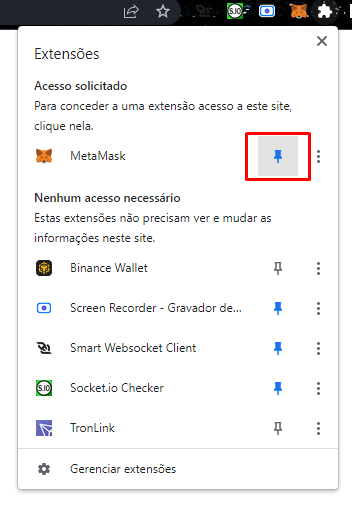 S.IO
Extensões
Acesso solicitado
Para conceder a uma extensão acesso a este site,
clique nela.
MetaMask
Nenhum acesso necessário
Estas extensões não precisam ver e mudar as
informações neste site.
Binance Wallet
Screen Recorder - Gravador de...
Smart Websocket Client
S.IO
Socket.io Checker
TronLink
Gerenciar extensões